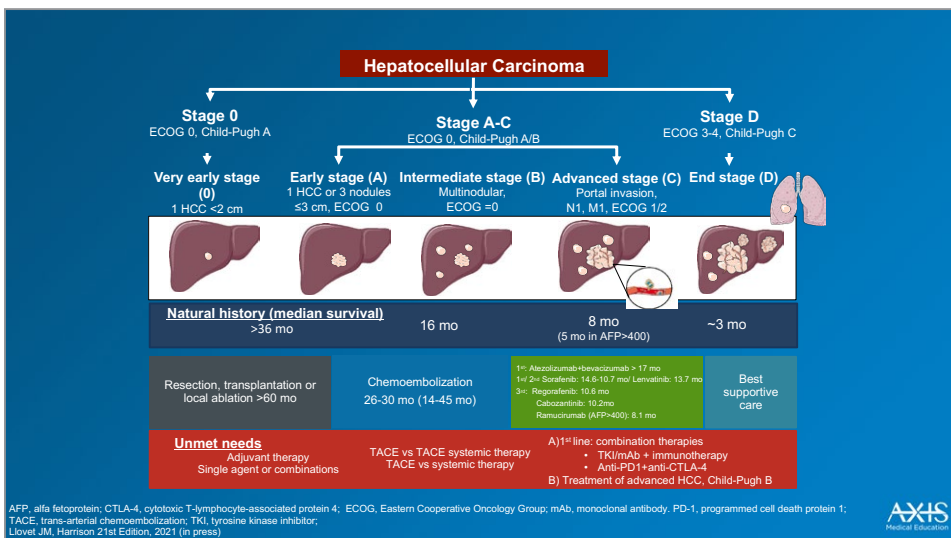 Hepatocellular Carcinoma
Stage 0
ECOG 0, Child-Pugh A
Stage A-C
ECOG 0, Child-Pugh A/B
Stage D
ECOG 3-4, Child-Pugh C
Very early stage
(0)
1 HCC <2 cm
Early stage (A)
1 HCC or 3 nodules
≤3 cm, ECOG 0
Intermediate stage (B)
Multinodular,
ECOG =0
Advanced stage (C)
Portal invasion,
N1, M1, ECOG 1/2
End stage (D)
Natural history (median survival)
>36 mo
16 mo
8 mo
(5 mo in AFP>400)
~3 mo
Resection, transplantation or
local ablation >60 mo
Chemoembolization
26-30 mo (14-45 mo)
1st: Atezolizumab+bevacizumab > 17 mo
1st/ 2nd Sorafenib: 14.6-10.7 mo/ Lenvatinib: 13.7 mo
3rd: Regorafenib: 10.6 mo
Cabozantinib: 10.2mo
Ramucirumab (AFP>400): 8.1 mo
Best
supportive
care
Unmet needs
Adjuvant therapy
Single agent or combinations
TACE vs TACE systemic therapy
TACE vs systemic therapy
A)1st line: combination therapies
• TKI/mAb + immunotherapy
• Anti-PD1+anti-CTLA-4
B) Treatment of advanced HCC, Child-Pugh B
AFP, alfa fetoprotein; CTLA-4, cytotoxic T-lymphocyte-associated protein 4; ECOG, Eastern Cooperative Oncology Group; mAb, monoclonal antibody. PD-1, programmed cell death protein 1;
TACE, trans-arterial chemoembolization; TKI, tyrosine kinase inhibitor;
Llovet JM, Harrison 21st Edition, 2021 (in press)
AXIS
Medical Education